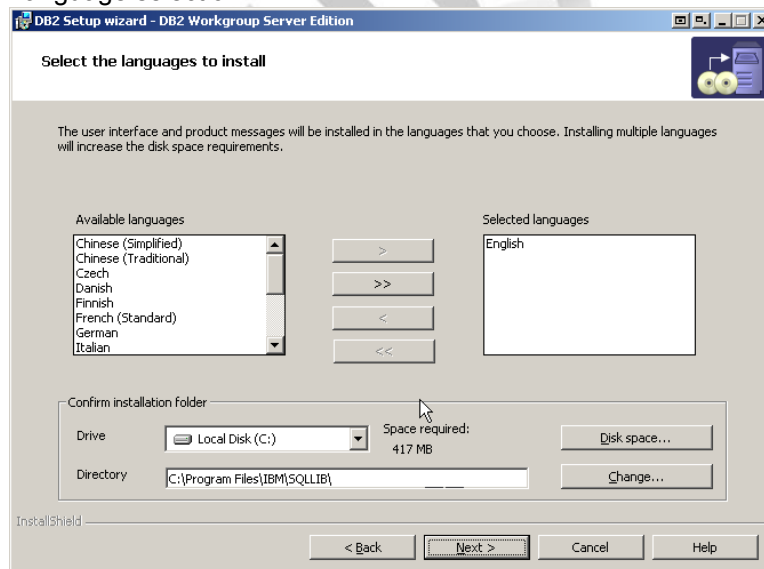 DB2 Setup wizard - DB2 Workgroup Server Edition
Select the languages to install
The user interface and product messages will be installed in the languages that you choose. Installing multiple languages
will increase the disk space requirements.
Available languages
Selected languages
Chinese (Simplified)
Chinese (Traditional)
Czech
Danish
Finnish
French (Standard)
German
Italian
>
>>
<
<<
English
Confirm installation folder
Drive
Local Disk (C:)
Space required:
417 MB
Disk space...
Directory
C:\Program Files\IBM\SQLLIB\
Change...
InstallShield
< Back
Next >
Cancel
Help